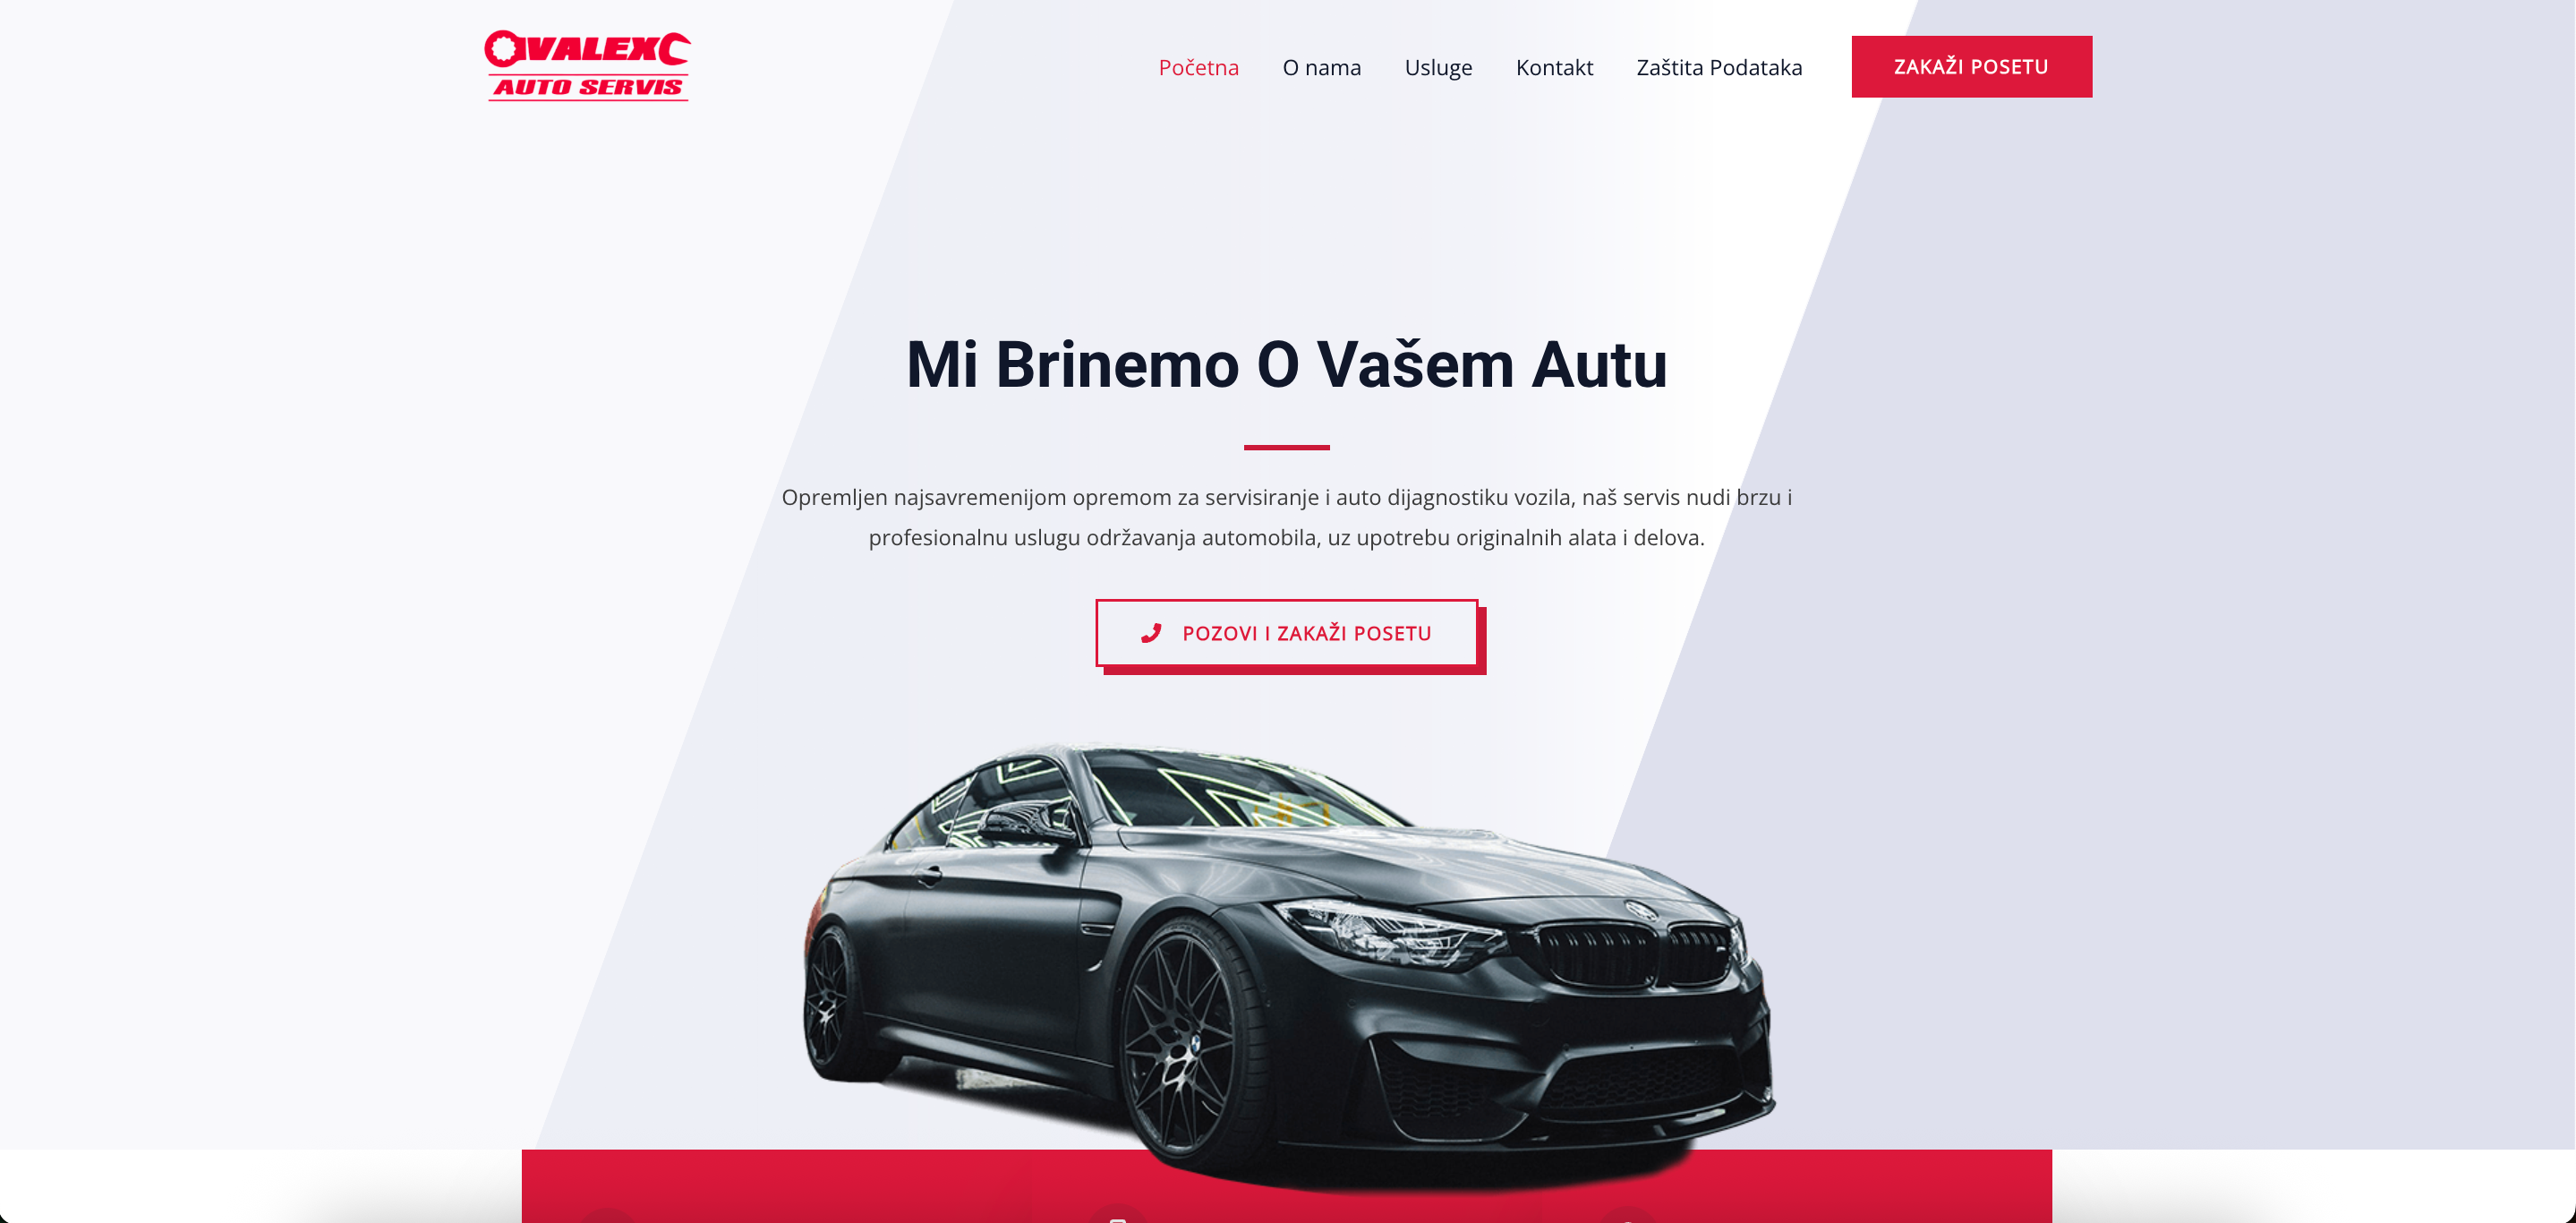 OVALEX
AUTO SERVIS
Početna
O nama
Usluge
Kontakt
Zaštita Podataka
ZAKAŽI POSETU
Mi Brinemo O Vašem Autu
Opremljen najsavremenijom opremom za servisiranje i auto dijagnostiku vozila, naš servis nudi brzu i
profesionalnu uslugu održavanja automobila, uz upotrebu originalnih alata i delova.
POZOVI I ZAKAŽI POSETU